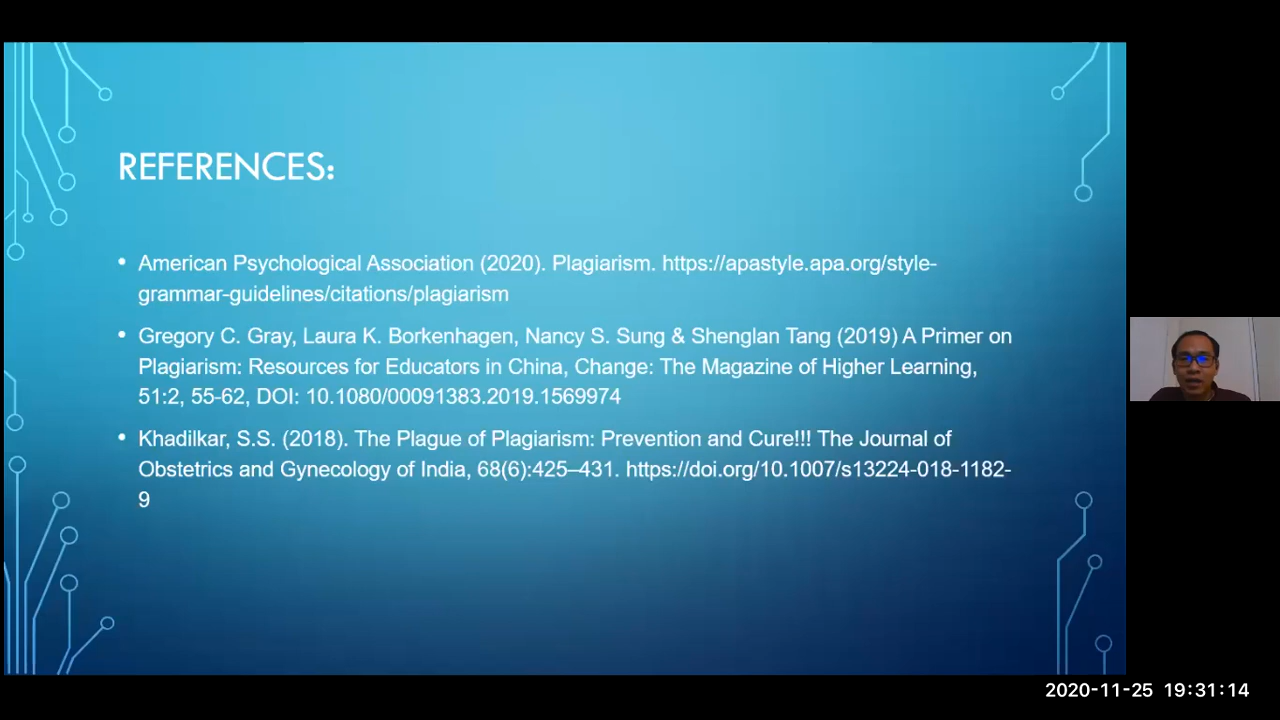 REFERENCES:
• American Psychological Association (2020). Plagiarism. https://apastyle.apa.org/style-
grammar-guidelines/citations/plagiarism
• Gregory C. Gray, Laura K. Borkenhagen, Nancy S. Sung & Shenglan Tang (2019) A Primer on
Plagiarism: Resources for Educators in China, Change: The Magazine of Higher Learning,
51:2, 55-62, DOI: 10.1080/00091383.2019.1569974
• Khadilkar, S.S. (2018). The Plague of Plagiarism: Prevention and Cure!!! The Journal of
Obstetrics and Gynecology of India, 68(6):425–431. https://doi.org/10.1007/s13224-018-1182-
9
2020-11-25 19:31:14